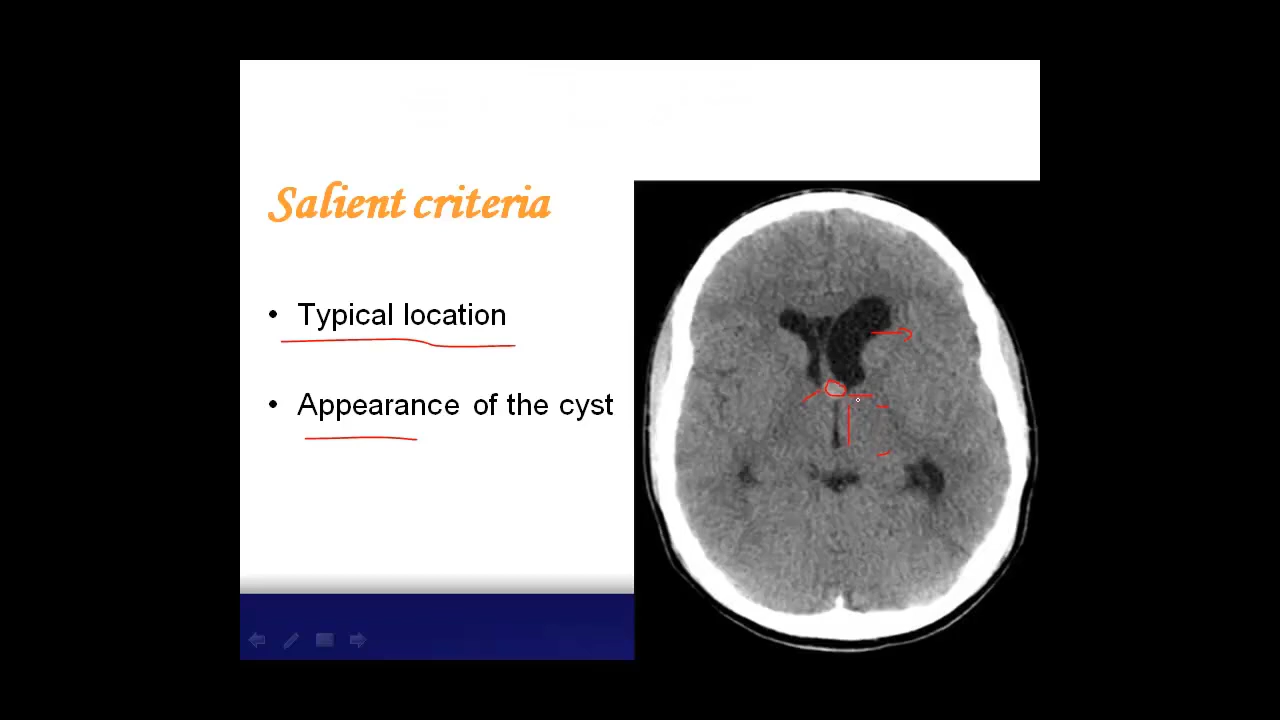 Salient criteria
• Typical location
• Appearance of the cyst